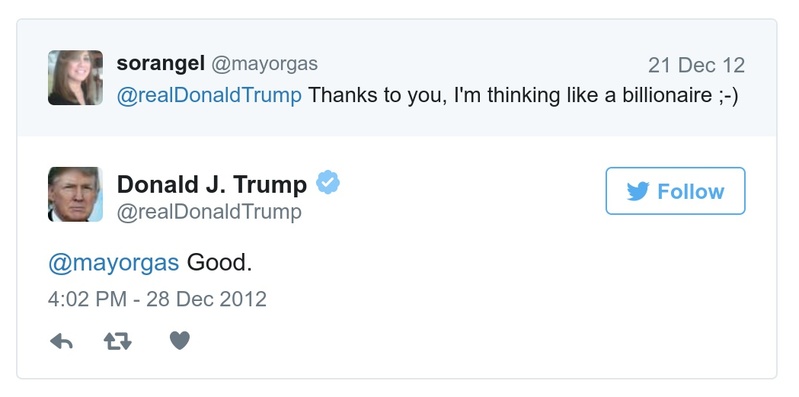 sorangel @mayorgas 21 Dec 12
@realDonaldTrump Thanks to you, I'm thinking like a billionaire ;-)
Donald J. Trump
@realDonaldTrump
Follow
@mayorgas Good.
4:02 PM - 28 Dec 2012